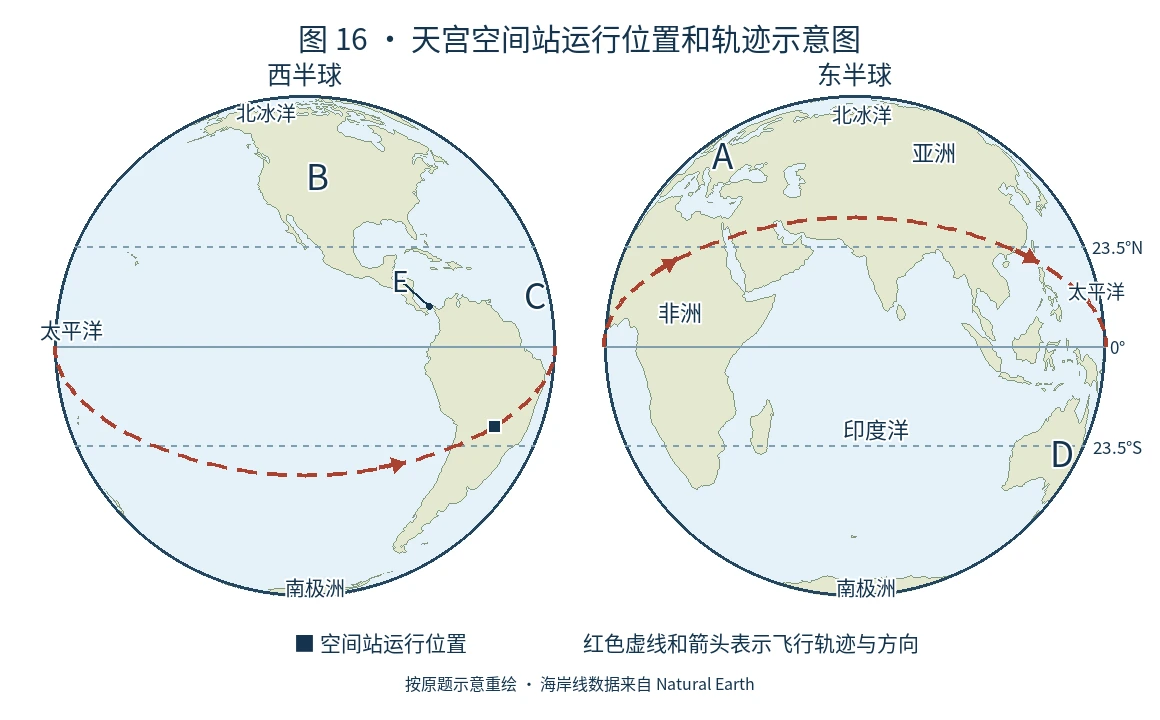 图 16 · 天宫空间站运行位置和轨迹示意图
西半球
东半球
北冰洋
北冰洋
A
亚洲
B
23.5°N
E
C
太平洋
非洲
太平洋
0°
印度洋
D
23.5°S
南极洲
南极洲
■ 空间站运行位置
红色虚线和箭头表示飞行轨迹与方向
按原题示意重绘 · 海岸线数据来自 Natural Earth